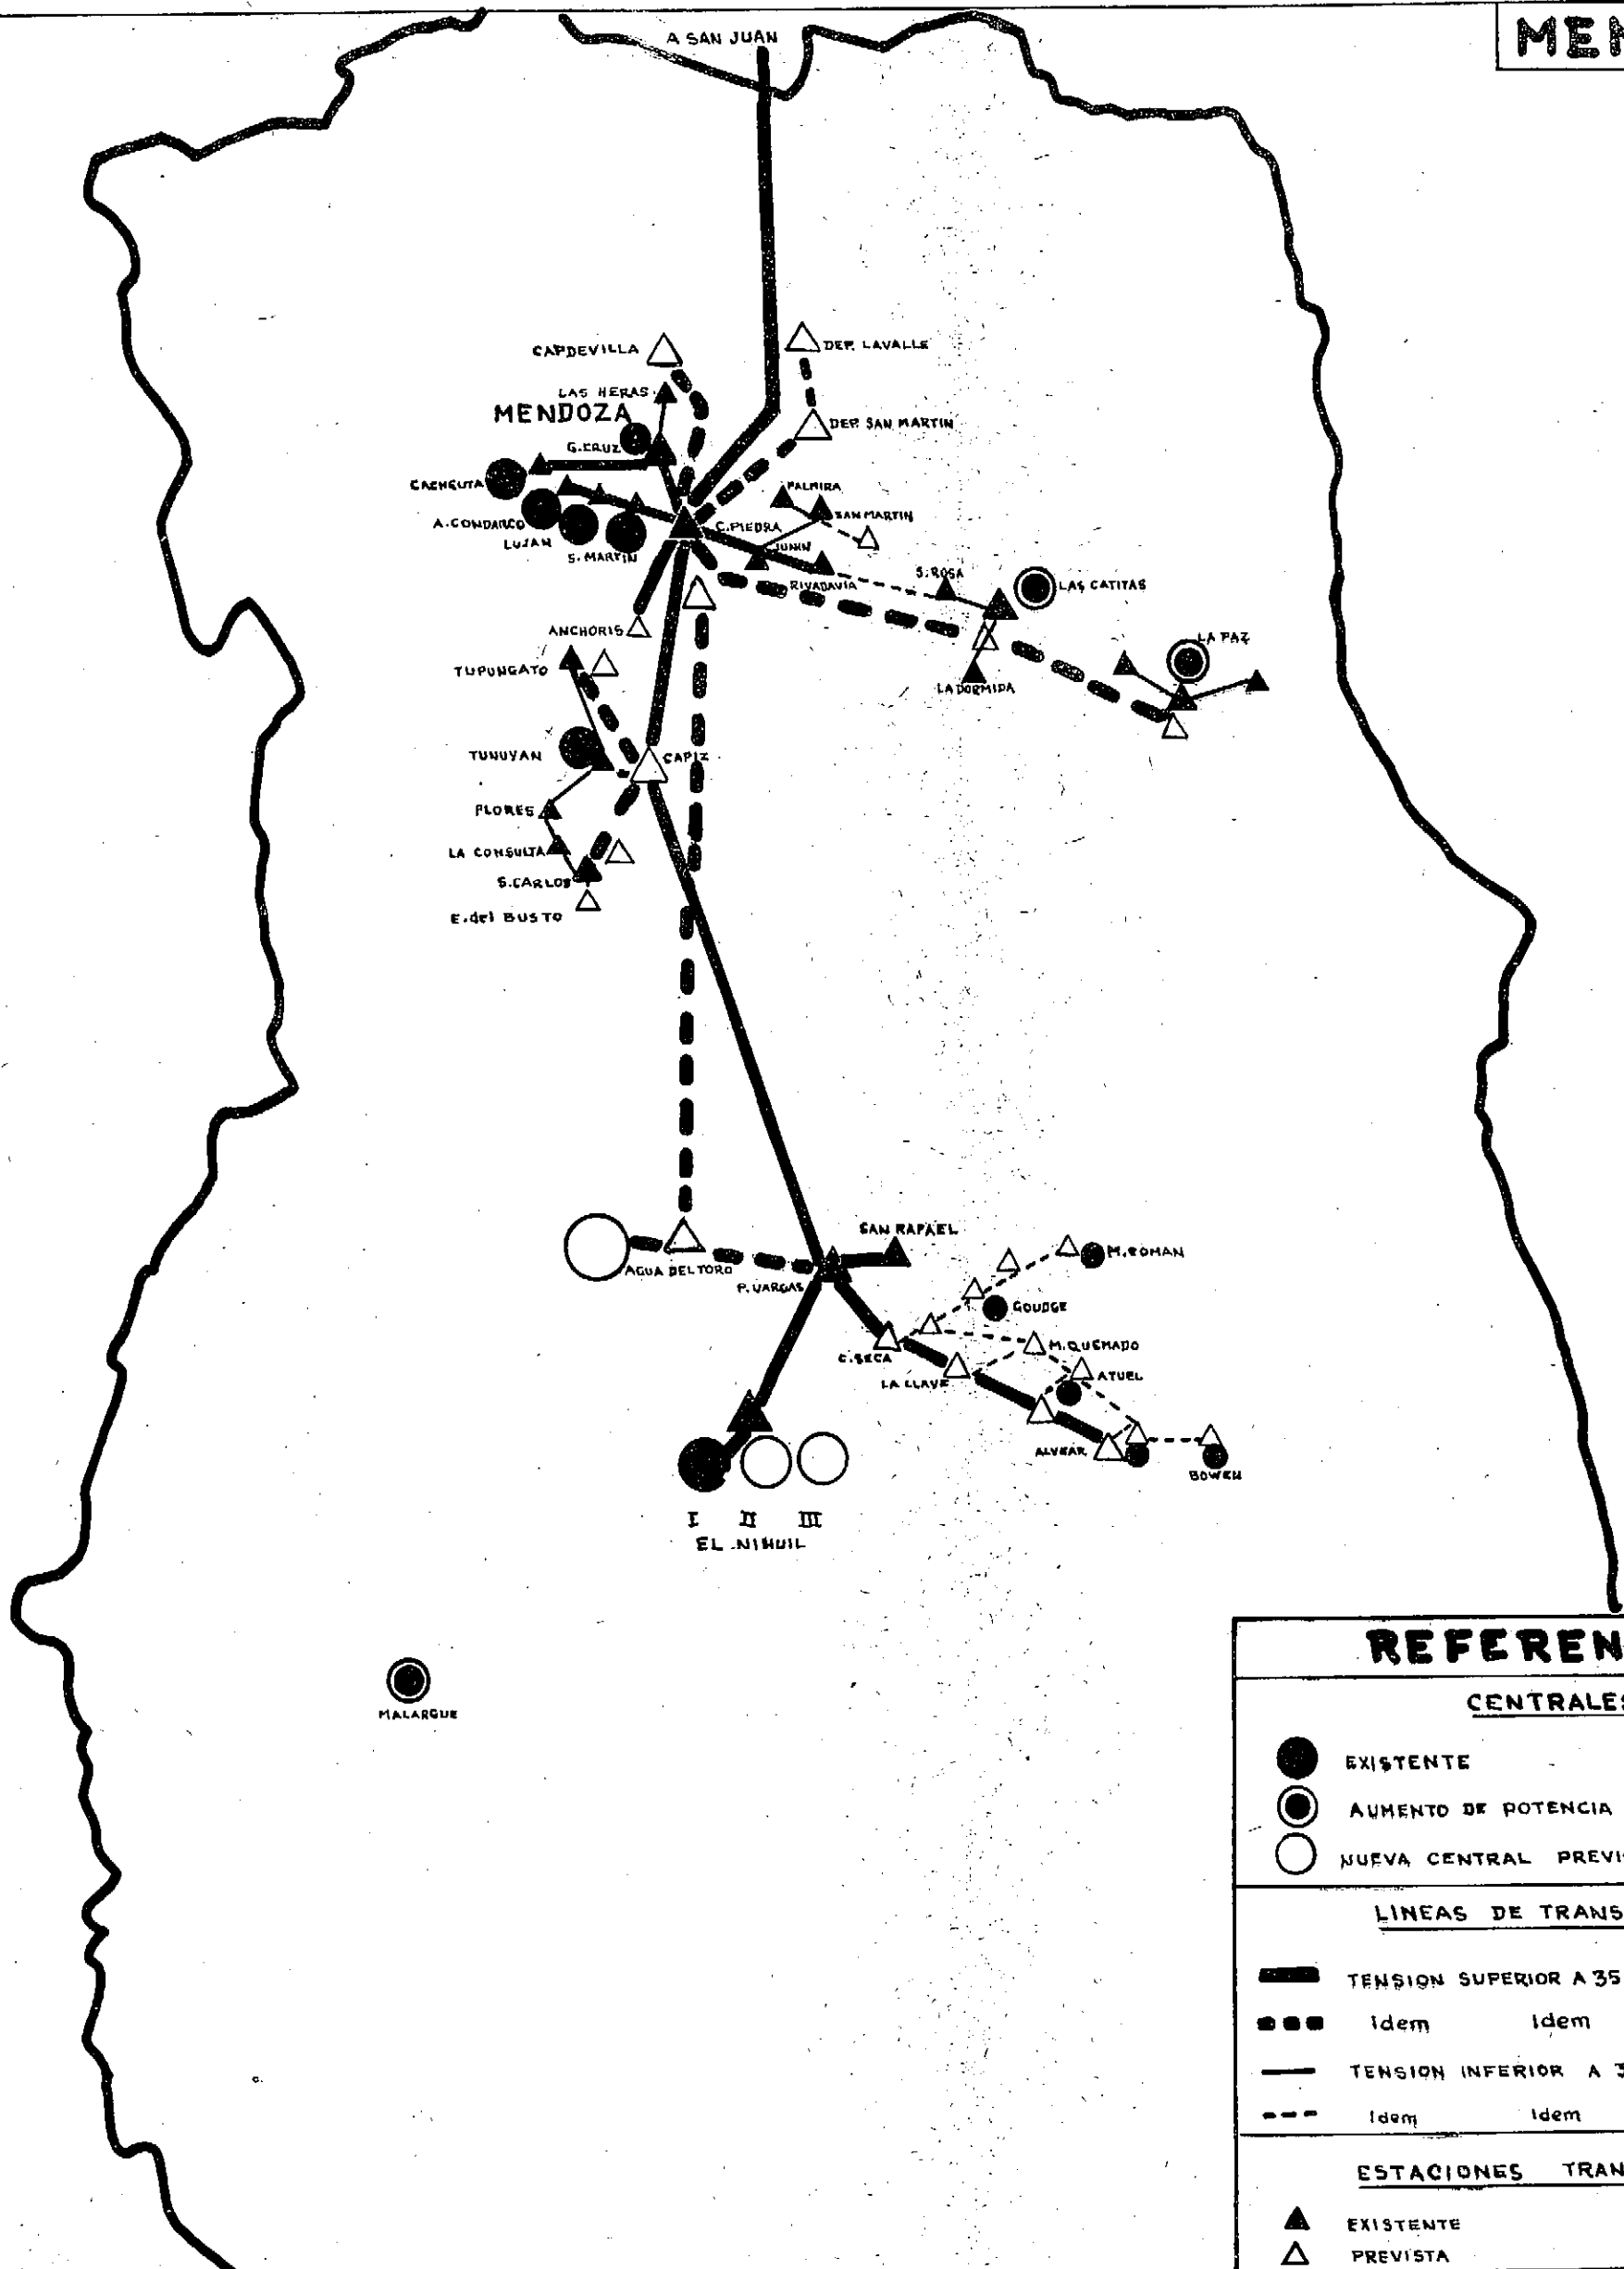 A SAN JUAN
MEN
CAPDEVILLA
DEP. LAVALLE
LAS HERAS
MENDOZA
DEP. SAN MARTIN
G. CRUZ
CACHEUTA
PALMIRA
A. CONDARCO
SAN MARTIN
C. PIEDRA
LUJAN
S. MARTIN
JUNIN
RIVADAVIA
S. ROSA
LAS CATITAS
ANCHORIS
LA PAZ
TUPUNGATO
LA DORMIDA
TUNUYAN
CAPIZ
FLORES
LA CONSULTA
S. CARLOS
E. del BUSTO
SAN RAFAEL
M. COMAN
AGUA DEL TORO
P. VARGAS
GOUDGE
C. SECA
M. QUEMADO
LA LLAVE
ATUEL
ALVEAR
BOWEN
I II III
EL NIHUIL
MALARGUE
REFEREN
CENTRALES
EXISTENTE
AUMENTO DE POTENCIA
NUEVA CENTRAL PREVI
LINEAS DE TRANS
TENSION SUPERIOR A 35
Idem Idem
TENSION INFERIOR A 3
Idem Idem
ESTACIONES TRAN
EXISTENTE
PREVISTA